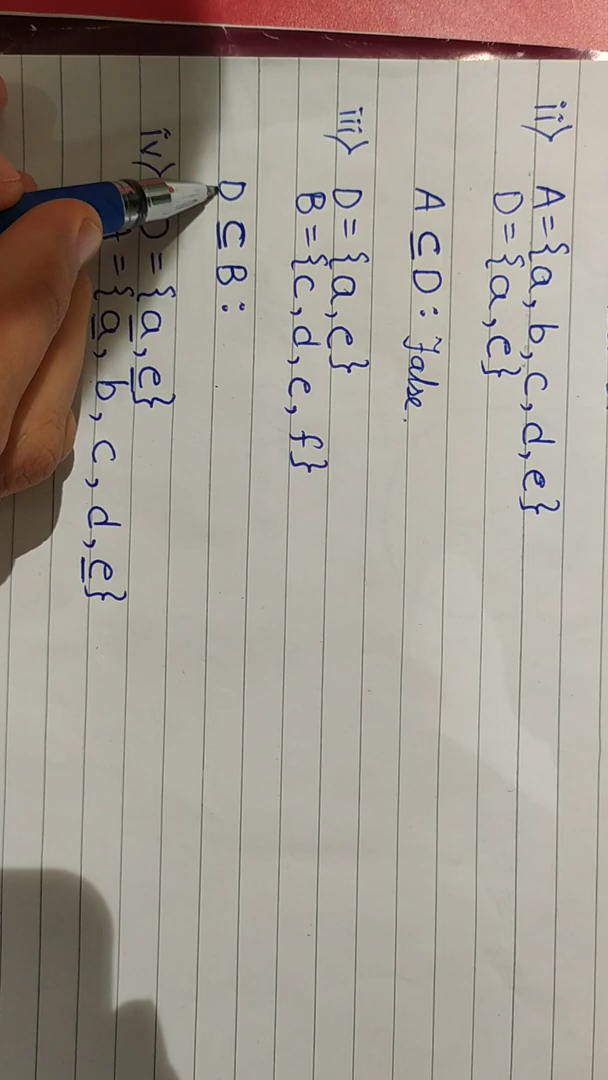 ii) A={a, b, c, d, e}
D={a, e}
A ⊆ D : False.
iii) D={a, e}
B={c, d, e, f}
D ⊆ B :
iv) D={a, e}
={a, b, c, d, e}